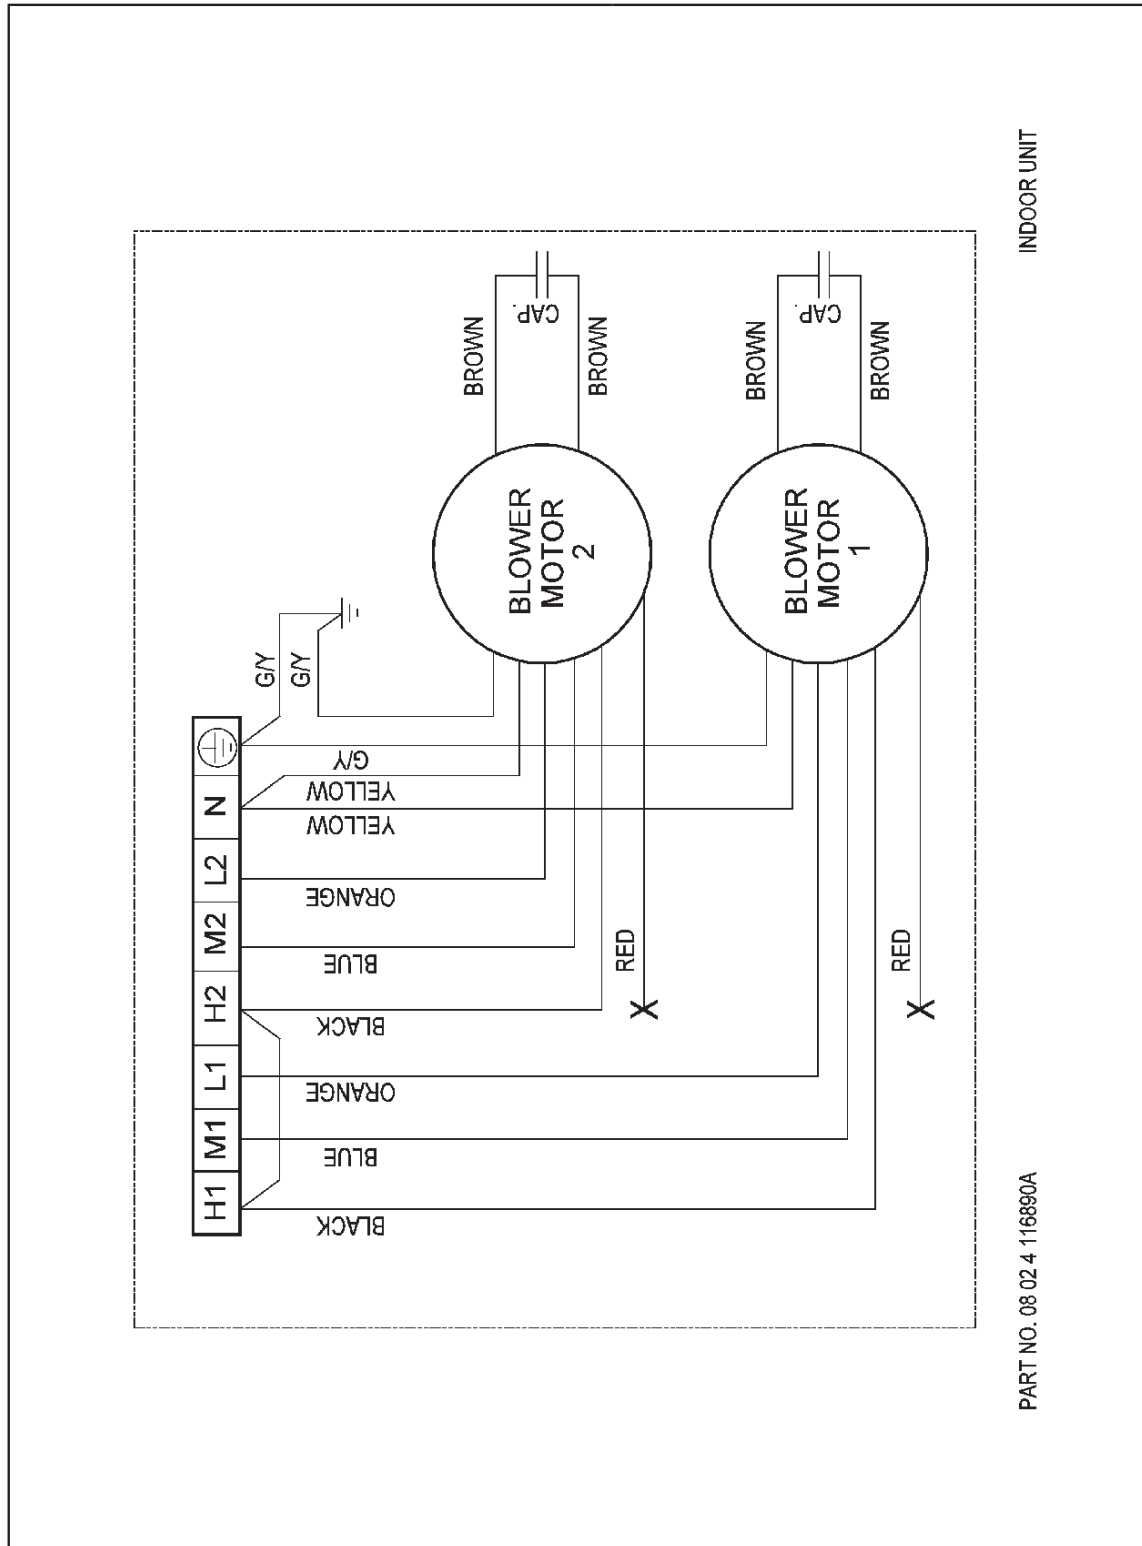 H1 M1 L1 H2 M2 L2 N
BLACK
BLUE
ORANGE
BLACK
BLUE
ORANGE
YELLOW
YELLOW
G/Y
G/Y
G/Y
RED
BLOWER
MOTOR
2
BROWN
CAP.
BROWN
RED
BLOWER
MOTOR
1
BROWN
CAP.
BROWN
PART NO. 08 02 4 116890A
INDOOR UNIT